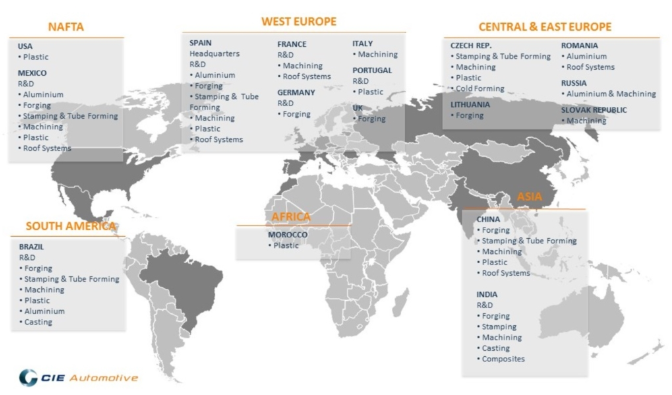 NAFTA
USA
• Plastic
MEXICO
R&D
• Aluminium
• Forging
• Stamping & Tube Forming
• Machining
• Plastic
• Roof Systems
WEST EUROPE
SPAIN
Headquarters
R&D
• Aluminium
• Forging
• Stamping & Tube
Forming
• Machining
• Plastic
• Roof Systems
FRANCE
R&D
• Machining
• Roof Systems
GERMANY
R&D
• Forging
ITALY
• Machining
PORTUGAL
R&D
• Plastic
UK
• Forging
CENTRAL & EAST EUROPE
CZECH REP.
• Stamping & Tube Forming
• Machining
• Plastic
• Cold Forming
LITHUANIA
• Forging
ROMANIA
• Aluminium
• Roof Systems
RUSSIA
• Aluminium & Machining
SLOVAK REPUBLIC
• Machining
SOUTH AMERICA
BRAZIL
R&D
• Forging
• Stamping & Tube Forming
• Machining
• Plastic
• Aluminium
• Casting
AFRICA
MOROCCO
• Plastic
ASIA
CHINA
• Forging
• Stamping & Tube Forming
• Machining
• Plastic
• Roof Systems
INDIA
R&D
• Forging
• Stamping
• Machining
• Casting
• Composites
CIE Automotive